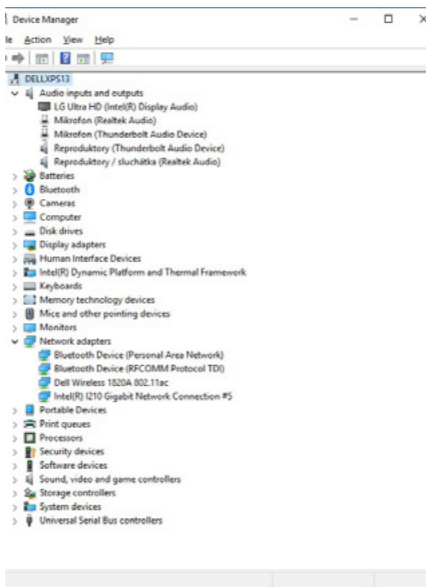 Device Manager
Action View Help
DELLXPS13
Audio inputs and outputs
LG Ultra HD (Intel(R) Display Audio)
Mikrofon (Realtek Audio)
Mikrofon (Thunderbolt Audio Device)
Reproduktory (Thunderbolt Audio Device)
Reproduktory / sluchátka (Realtek Audio)
Batteries
Bluetooth
Cameras
Computer
Disk drives
Display adapters
Human Interface Devices
Intel(R) Dynamic Platform and Thermal Framework
Keyboards
Memory technology devices
Mice and other pointing devices
Monitors
Network adapters
Bluetooth Device (Personal Area Network)
Bluetooth Device (RFCOMM Protocol TDI)
Dell Wireless 1820A 802.11ac
Intel(R) I210 Gigabit Network Connection #5
Portable Devices
Print queues
Processors
Security devices
Software devices
Sound, video and game controllers
Storage controllers
System devices
Universal Serial Bus controllers